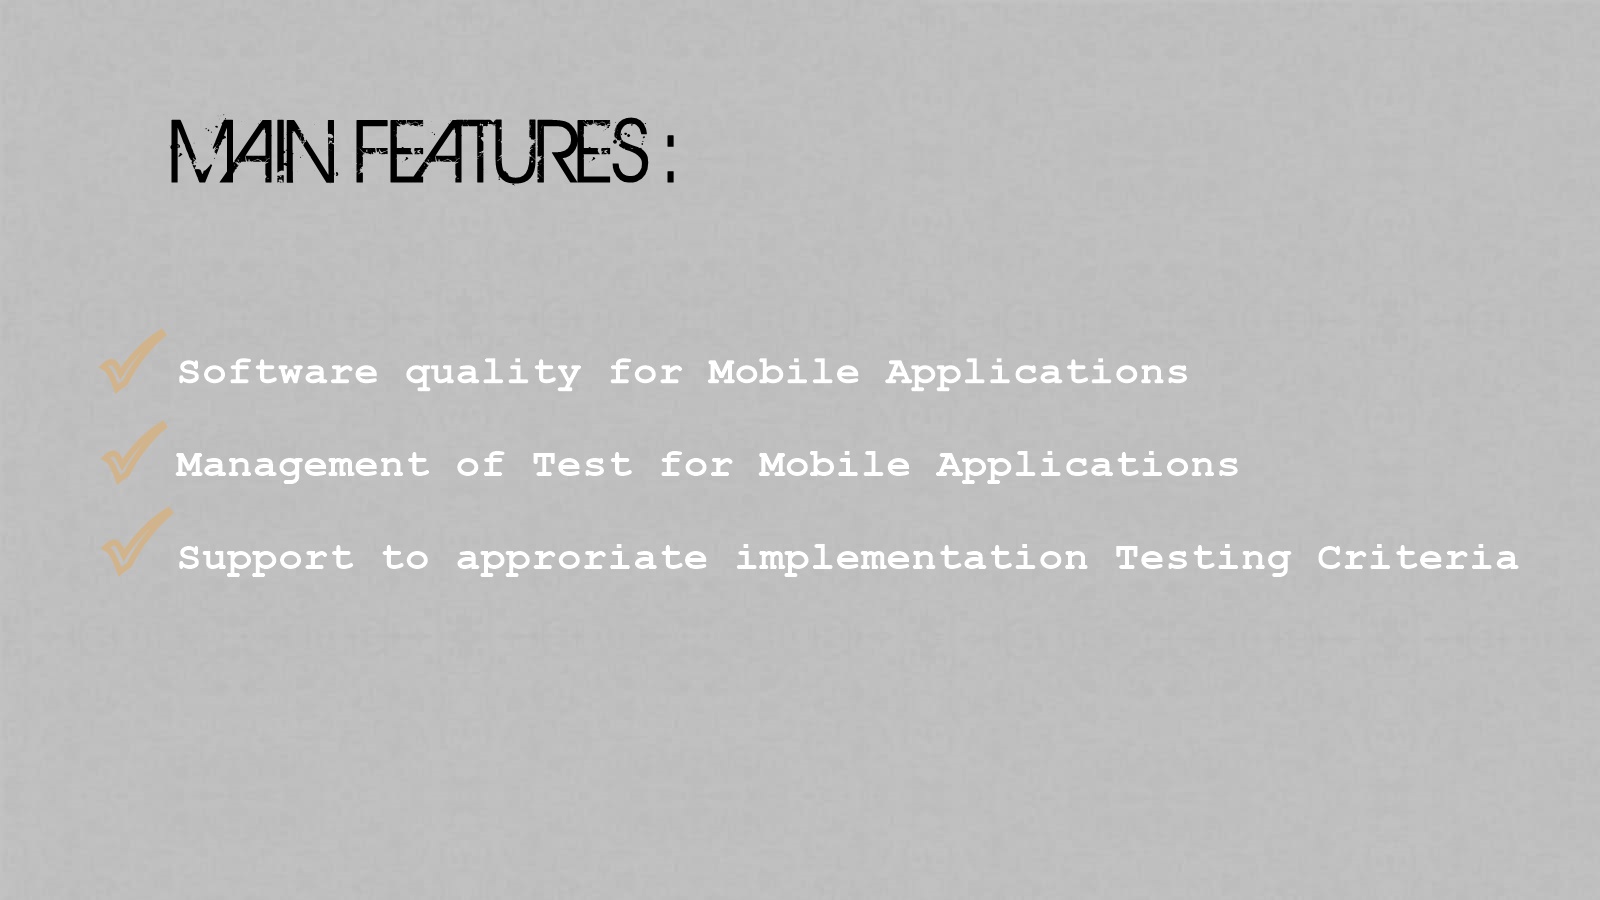 MAIN FEATURES :
Software quality for Mobile Applications
Management of Test for Mobile Applications
Support to approriate implementation Testing Criteria